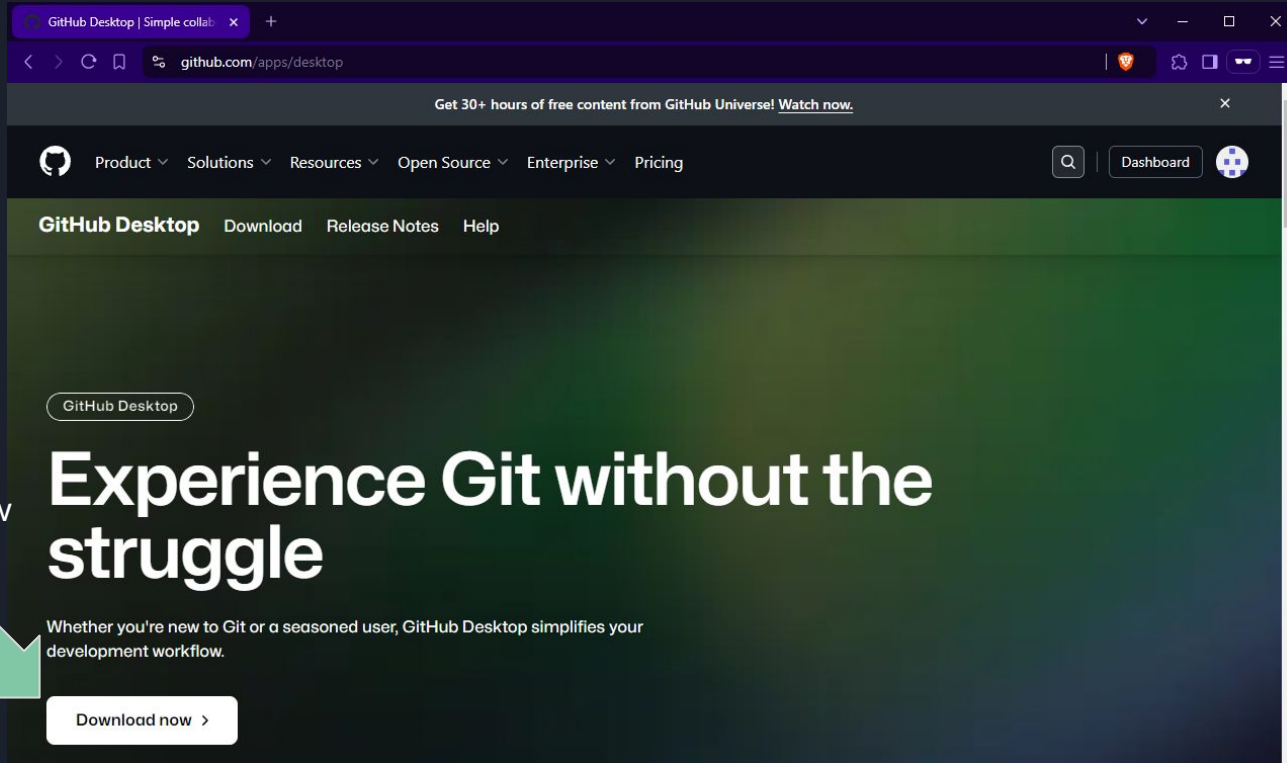 GitHub Desktop | Simple collab
github.com/apps/desktop
Get 30+ hours of free content from GitHub Universe! Watch now.
Product Solutions Resources Open Source Enterprise Pricing
Dashboard
GitHub Desktop Download Release Notes Help
GitHub Desktop
Experience Git without the
struggle
Whether you're new to Git or a seasoned user, GitHub Desktop simplifies your
development workflow.
Download now